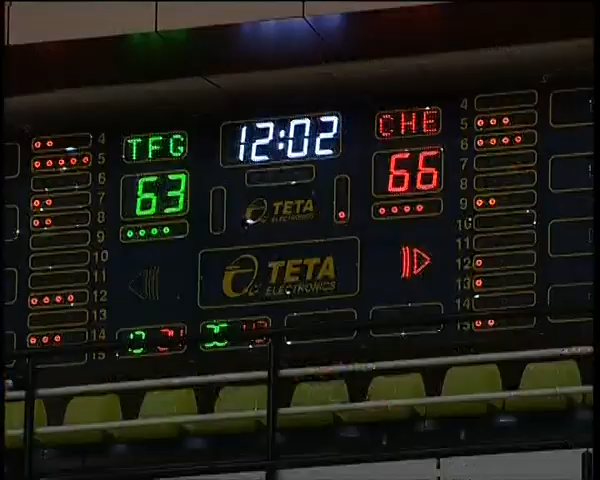 TFG 12:02 CHE
63 66
TETA
ELECTRONICS
TETA
ELECTRONICS
4 4
5 5
6 6
7 7
8 8
9 9
10 10
11 11
12 12
13 13
14 14
15 15